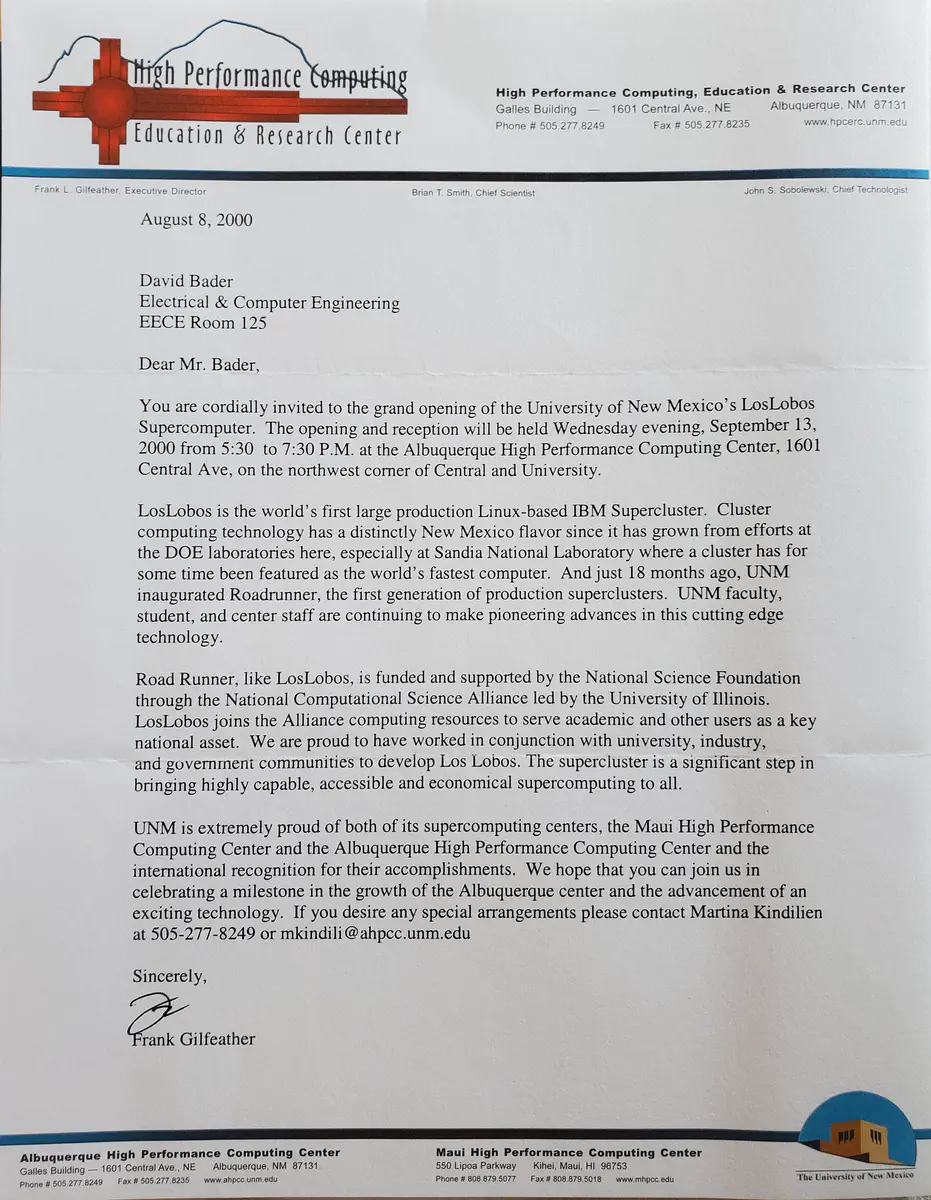 High Performance Computing
Education & Research Center
High Performance Computing, Education & Research Center
Galles Building — 1601 Central Ave., NE Albuquerque, NM 87131
Phone # 505.277.8249 Fax # 505.277.8235 www.hpcerc.unm.edu
Frank L. Gilfeather, Executive Director Brian T. Smith, Chief Scientist John S. Sobolewski, Chief Technologist
August 8, 2000
David Bader
Electrical & Computer Engineering
EECE Room 125
Dear Mr. Bader,
You are cordially invited to the grand opening of the University of New Mexico's LosLobos
Supercomputer. The opening and reception will be held Wednesday evening, September 13,
2000 from 5:30 to 7:30 P.M. at the Albuquerque High Performance Computing Center, 1601
Central Ave, on the northwest corner of Central and University.
LosLobos is the world's first large production Linux-based IBM Supercluster. Cluster
computing technology has a distinctly New Mexico flavor since it has grown from efforts at
the DOE laboratories here, especially at Sandia National Laboratory where a cluster has for
some time been featured as the world's fastest computer. And just 18 months ago, UNM
inaugurated Roadrunner, the first generation of production superclusters. UNM faculty,
student, and center staff are continuing to make pioneering advances in this cutting edge
technology.
Road Runner, like LosLobos, is funded and supported by the National Science Foundation
through the National Computational Science Alliance led by the University of Illinois.
LosLobos joins the Alliance computing resources to serve academic and other users as a key
national asset. We are proud to have worked in conjunction with university, industry,
and government communities to develop Los Lobos. The supercluster is a significant step in
bringing highly capable, accessible and economical supercomputing to all.
UNM is extremely proud of both of its supercomputing centers, the Maui High Performance
Computing Center and the Albuquerque High Performance Computing Center and the
international recognition for their accomplishments. We hope that you can join us in
celebrating a milestone in the growth of the Albuquerque center and the advancement of an
exciting technology. If you desire any special arrangements please contact Martina Kindilien
at 505-277-8249 or mkindili@ahpcc.unm.edu
Sincerely,
Frank Gilfeather
Albuquerque High Performance Computing Center
Galles Building — 1601 Central Ave., NE Albuquerque, NM 87131
Phone # 505.277.8249 Fax # 505.277.8235 www.ahpcc.unm.edu
Maui High Performance Computing Center
550 Lipoa Parkway Kihei, Maui, HI 96753
Phone # 808.879.5077 Fax # 808.879.5018 www.mhpcc.edu
The University of New Mexico